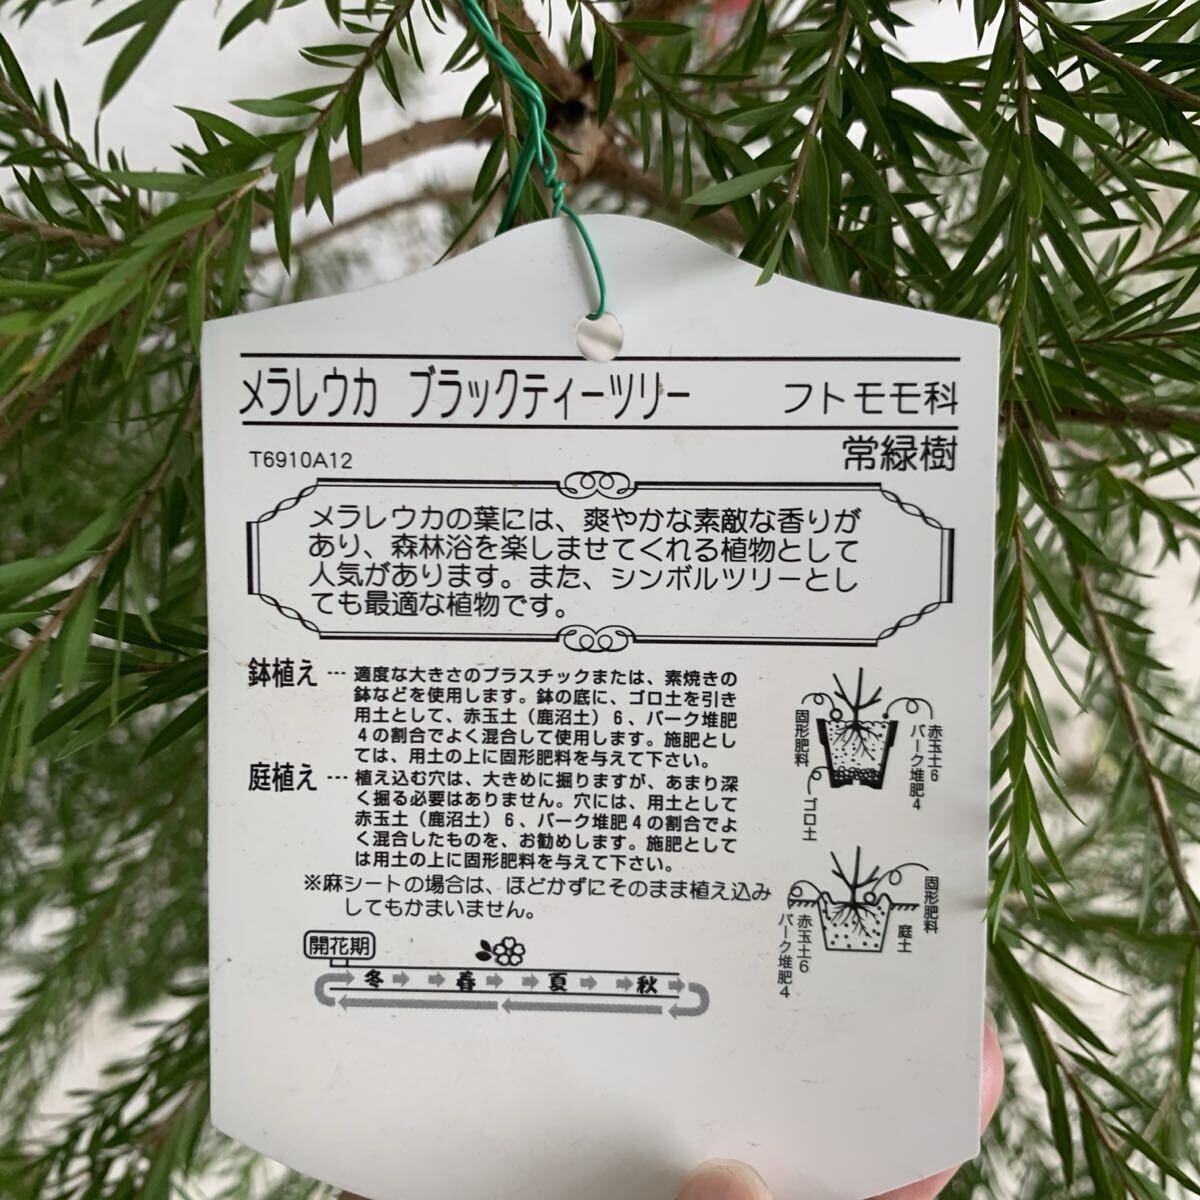 メラレウカ ブラックティーツリー フトモモ科
T6910A12 常緑樹
メラレウカの葉には、爽やかな素敵な香りが
あり、森林浴を楽しませてくれる植物として
人気があります。また、シンボルツリーとし
ても最適な植物です。
鉢植え … 適度な大きさのプラスチックまたは、素焼きの
鉢などを使用します。鉢の底に、ゴロ土を引き
用土として、赤玉土（鹿沼土）6、バーク堆肥
4の割合でよく混合して使用します。施肥とし
ては、用土の上に固形肥料を与えて下さい。
庭植え … 植え込む穴は、大きめに掘りますが、あまり深
く掘る必要はありません。穴には、用土として
赤玉土（鹿沼土）6、バーク堆肥4の割合でよ
く混合したものを、お勧めします。施肥として
は用土の上に固形肥料を与えて下さい。
※麻シートの場合は、ほどかずにそのまま植え込み
してもかまいません。
固形肥料
ゴロ土
赤玉土6
バーク堆肥4
固形肥料
庭土
赤玉土6
バーク堆肥4
開花期
冬 春 夏 秋